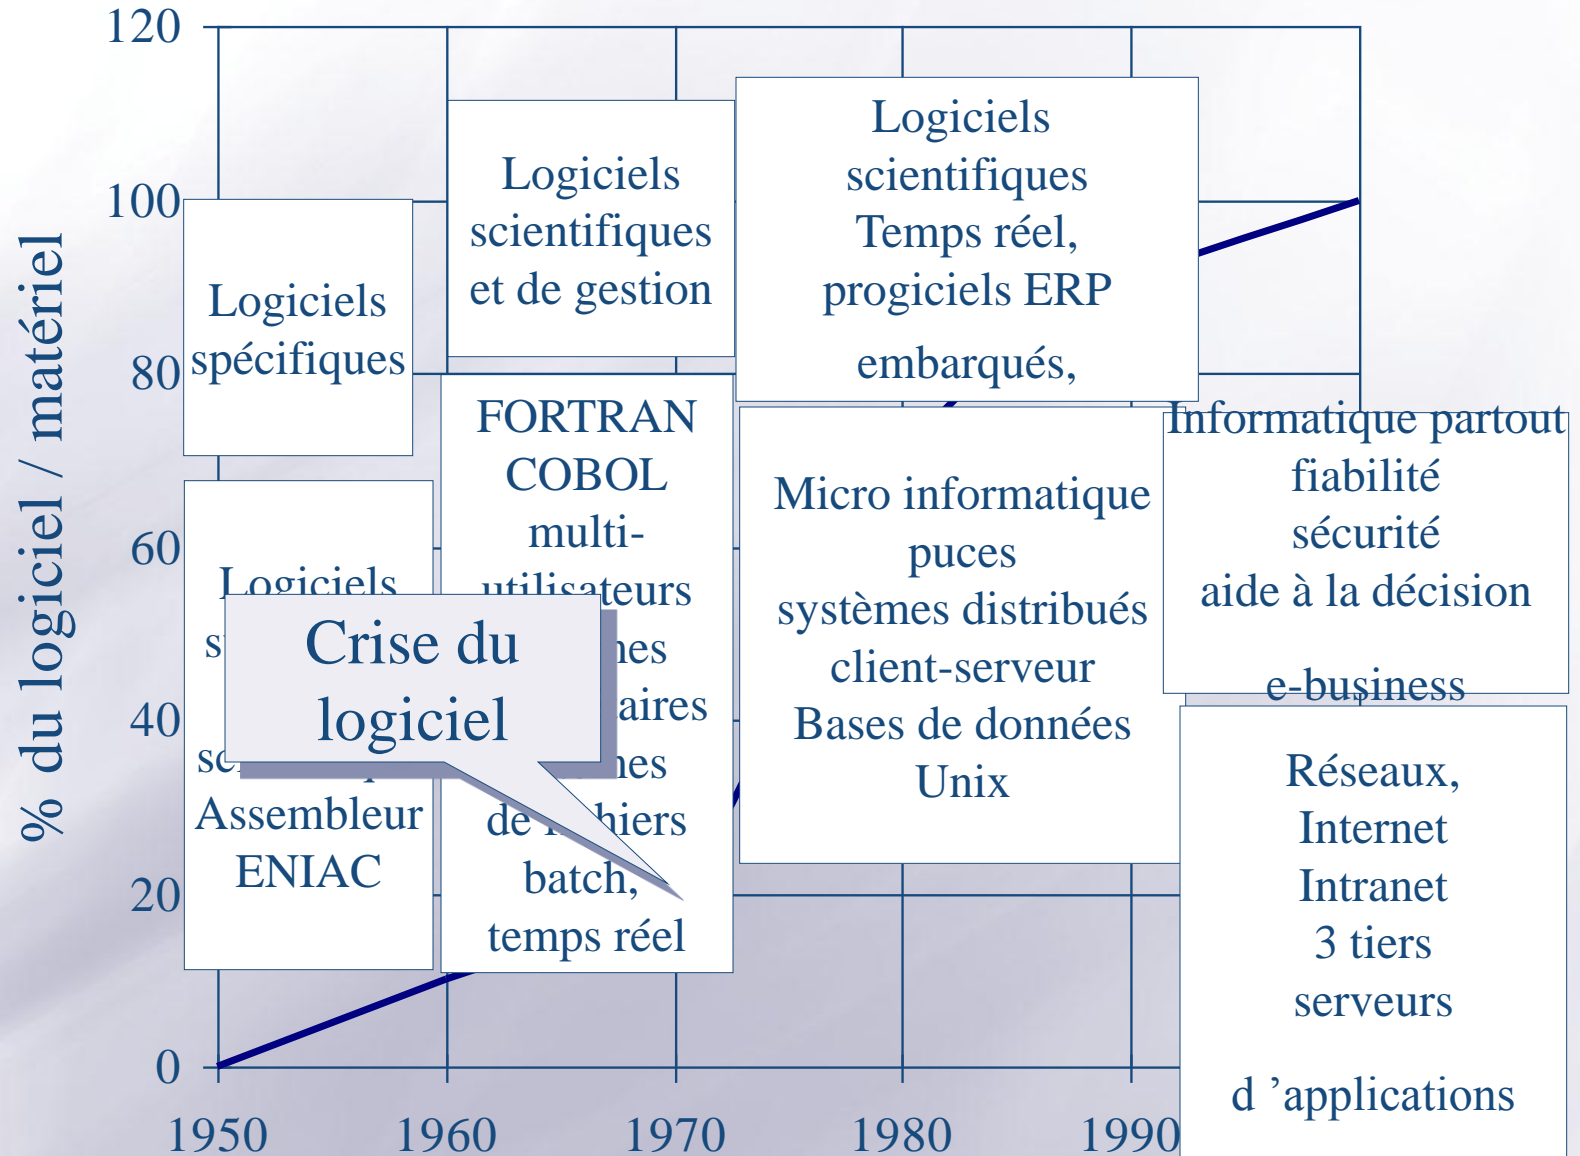 % du logiciel / matériel
120
100
80
60
40
20
0
1950
1960
1970
1980
1990
Logiciels
spécifiques
Logiciels
Assembleur
ENIAC
Logiciels
scientifiques
et de gestion
FORTRAN
COBOL
multi-
utilisateurs
batch,
temps réel
Crise du
logiciel
Logiciels
scientifiques
Temps réel,
progiciels ERP
embarqués,
Micro informatique
puces
systèmes distribués
client-serveur
Bases de données
Unix
Informatique partout
fiabilité
sécurité
aide à la décision
e-business
Réseaux,
Internet
Intranet
3 tiers
serveurs
d ’applications